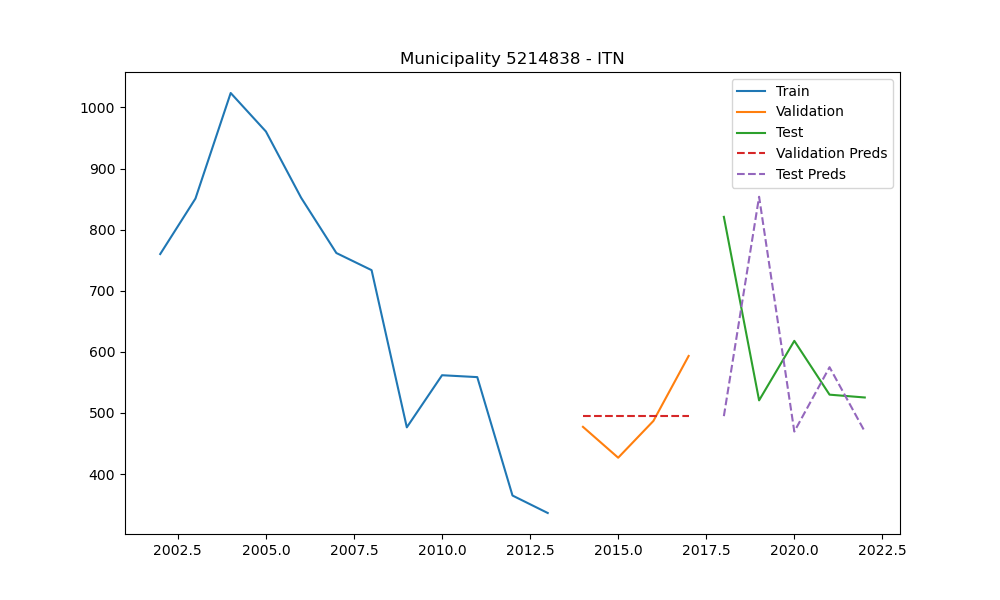 Municipality 5214838 - ITN
Train
Validation
Test
Validation Preds
Test Preds
1000
900
800
700
600
500
400
2002.5 2005.0 2007.5 2010.0 2012.5 2015.0 2017.5 2020.0 2022.5